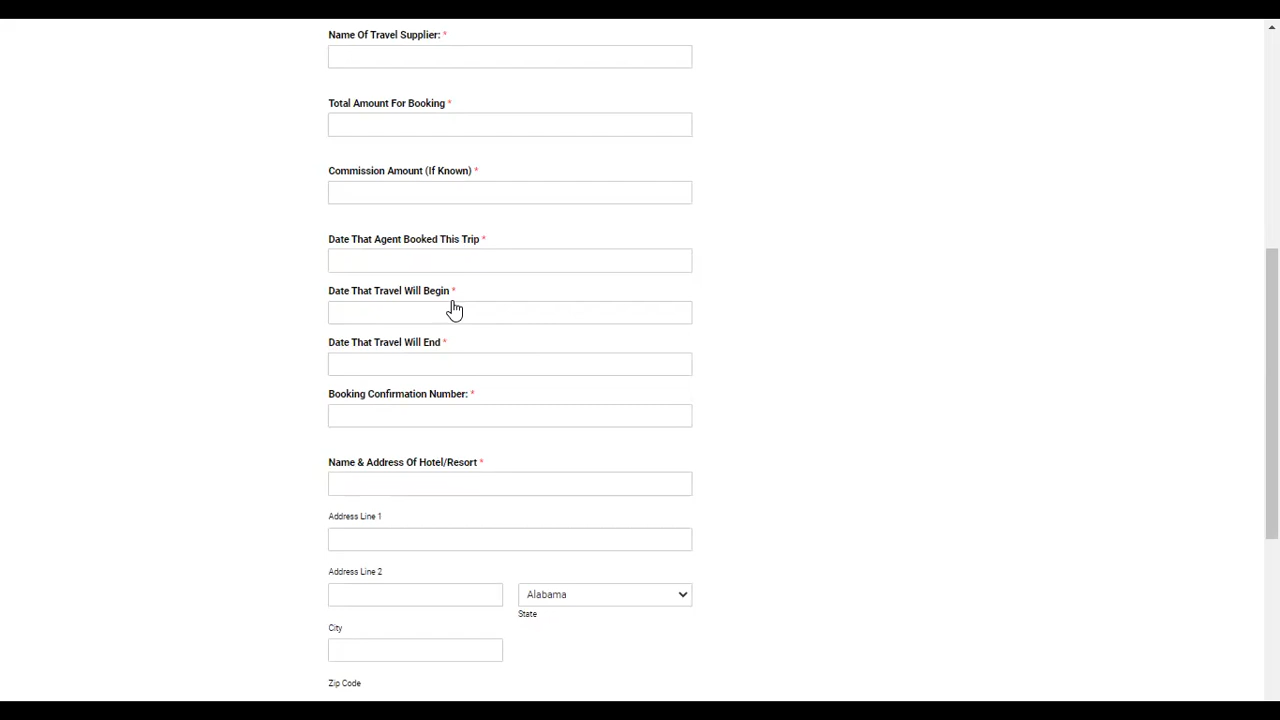 Name Of Travel Supplier: *
Total Amount For Booking *
Commission Amount (If Known) *
Date That Agent Booked This Trip *
Date That Travel Will Begin *
Date That Travel Will End *
Booking Confirmation Number: *
Name & Address Of Hotel/Resort *
Address Line 1
Address Line 2
Alabama
State
City
Zip Code